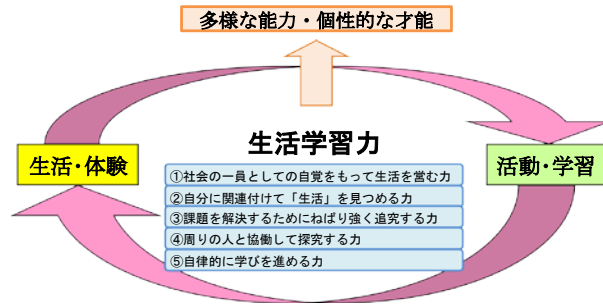 多様な能力・個性的な才能
生活学習力
生活・体験
活動・学習
①社会の一員としての自覚をもって生活を営む力
②自分に関連付けて「生活」を見つめる力
③課題を解決するためにねばり強く追究する力
④周りの人と協働して探究する力
⑤自律的に学びを進める力